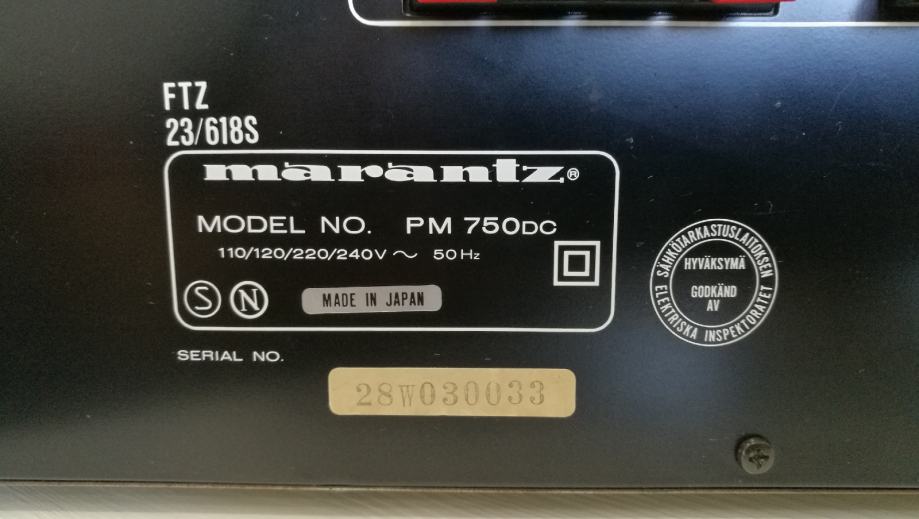 FTZ
23/618S
marantz®
MODEL NO. PM 750DC
110/120/220/240V ~ 50Hz
S N
MADE IN JAPAN
SERIAL NO.
28W030033
SÄHKÖTARKASTUSLAITOKSEN
HYVÄKSYMÄ
GODKÄND
AV
ELEKTRISKA INSPEKTORATET